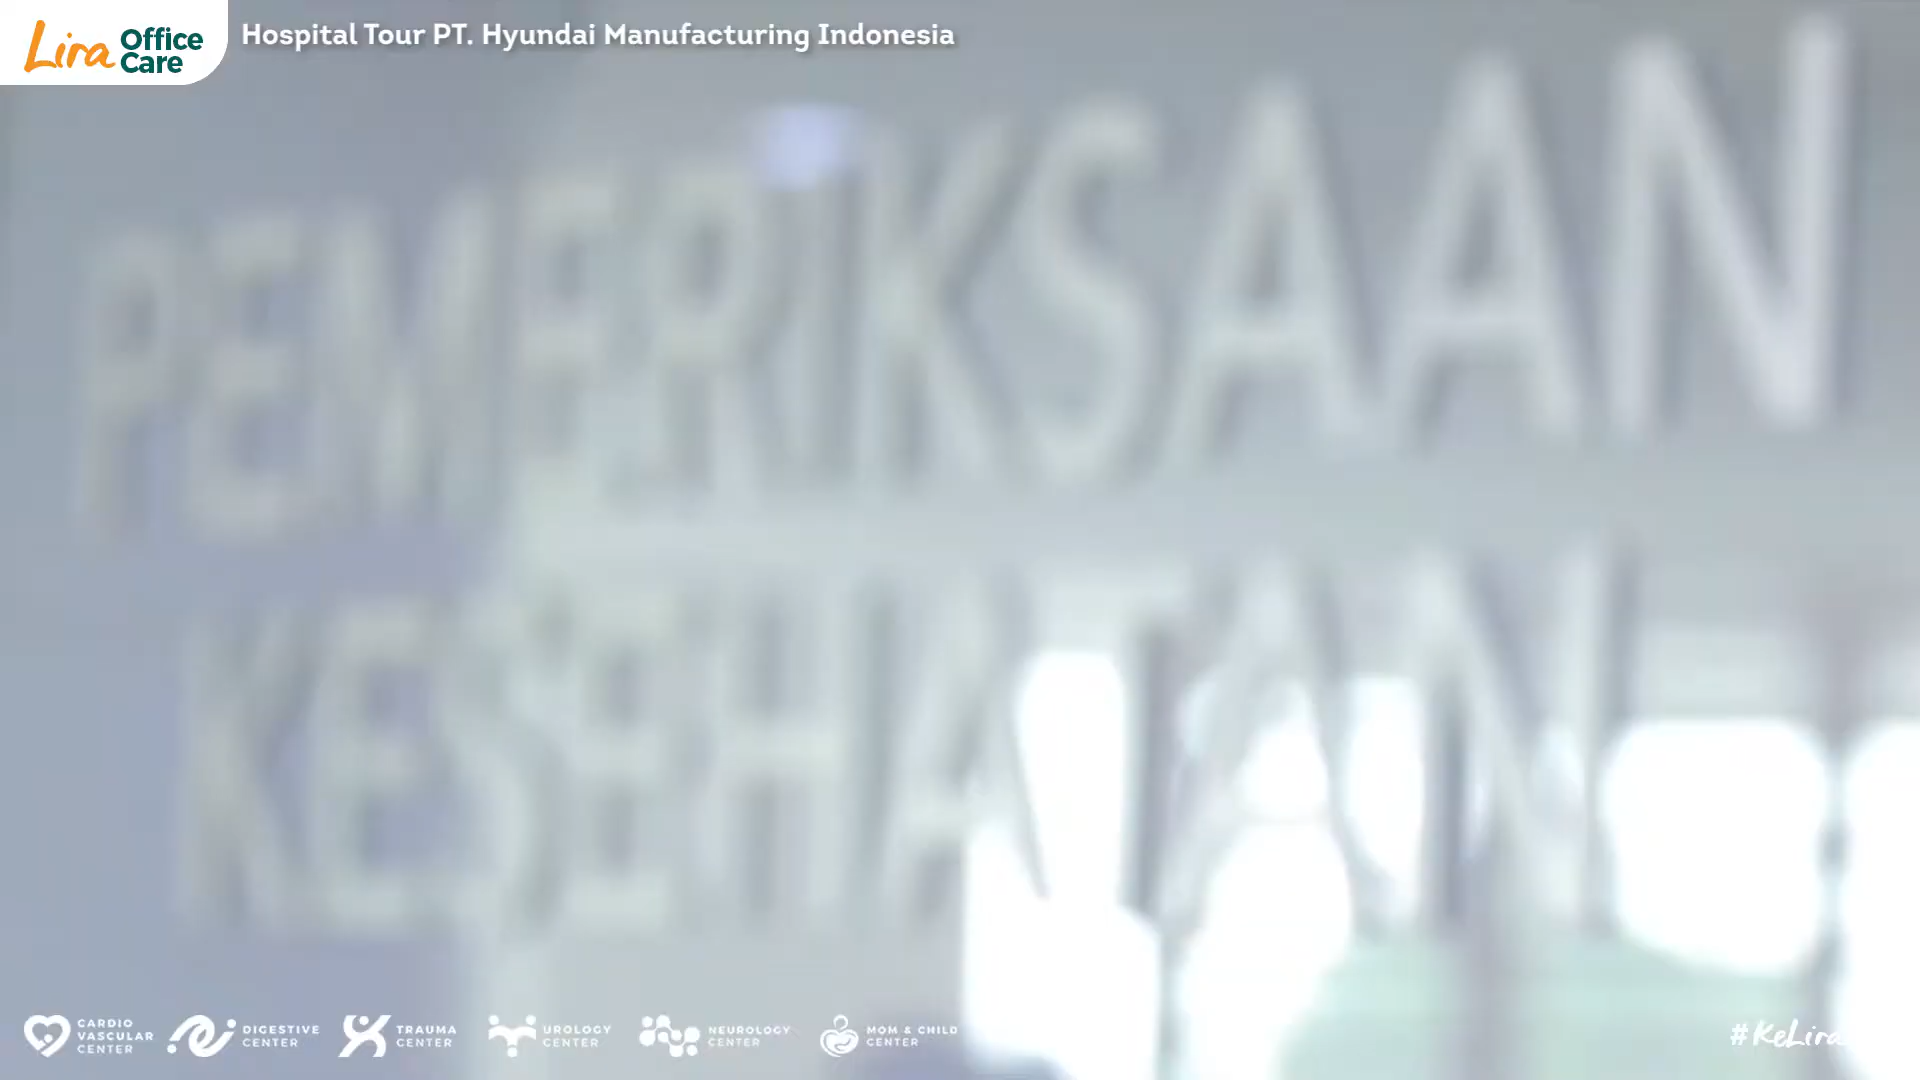 Lira Office
Care
Hospital Tour PT. Hyundai Manufacturing Indonesia
PEMERIKSAAN
KESEHATAN
CARDIO
VASCULAR
CENTER
DIGESTIVE
CENTER
TRAUMA
CENTER
UROLOGY
CENTER
NEUROLOGY
CENTER
MOM & CHILD
CENTER
#KeLira